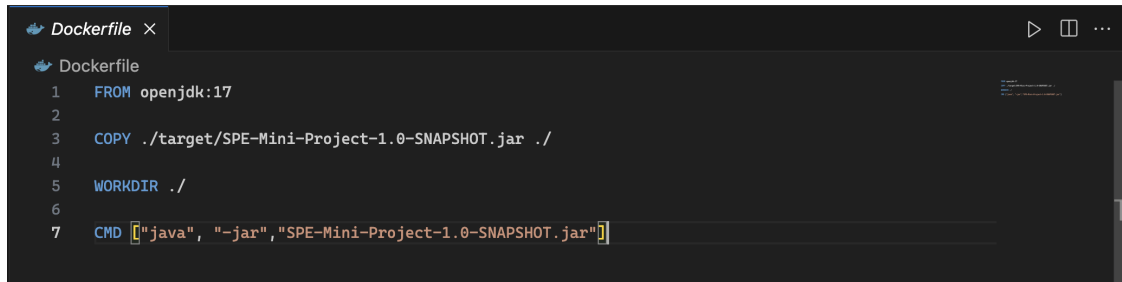 Dockerfile
Dockerfile
1 FROM openjdk:17
2
3 COPY ./target/SPE-Mini-Project-1.0-SNAPSHOT.jar ./
4
5 WORKDIR ./
6
7 CMD ["java", "-jar","SPE-Mini-Project-1.0-SNAPSHOT.jar"]